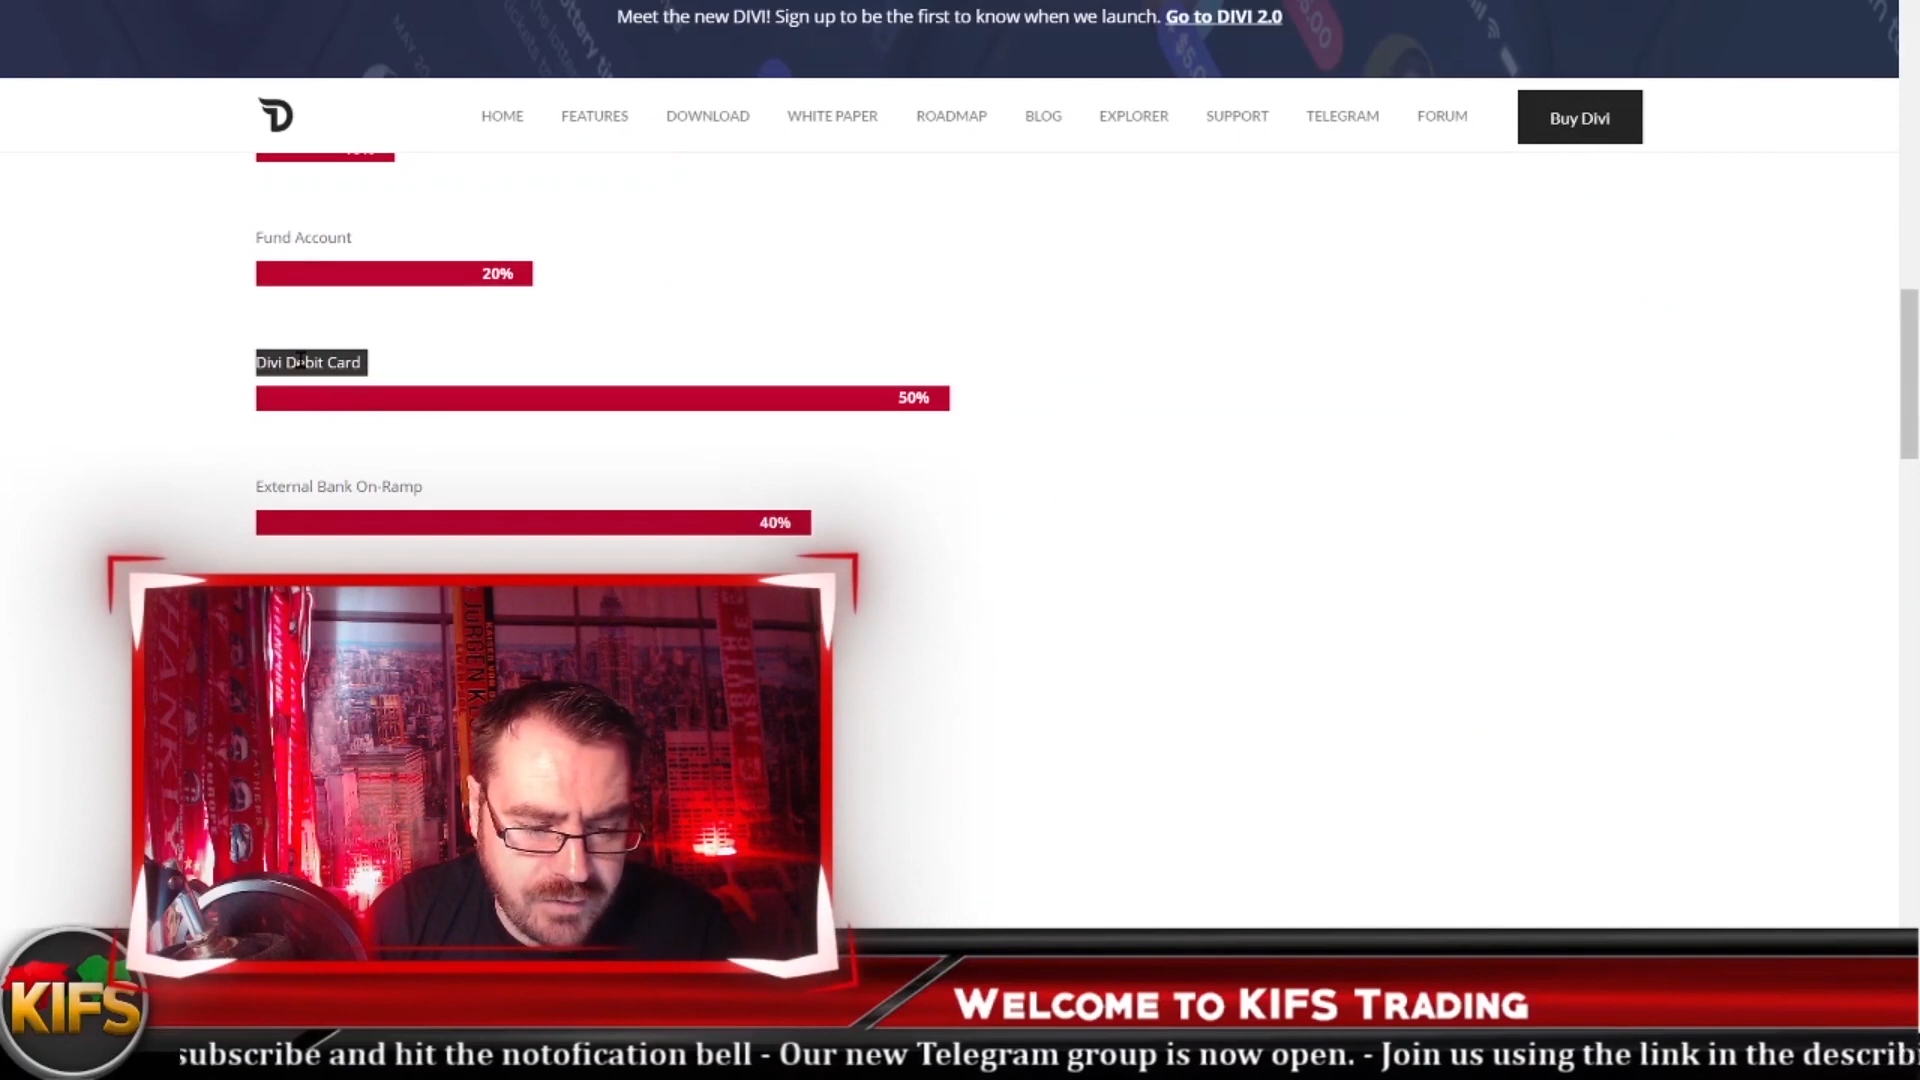 Meet the new DIVI! Sign up to be the first to know when we launch. Go to DIVI 2.0
HOME FEATURES DOWNLOAD WHITE PAPER ROADMAP BLOG EXPLORER SUPPORT TELEGRAM FORUM Buy Divi
Fund Account
20%
Divi Debit Card
50%
External Bank On-Ramp
40%
JÜRGEN K
KIFS
WELCOME TO KIFS TRADING
subscribe and hit the notofication bell - Our new Telegram group is now open. - Join us using the link in the describ